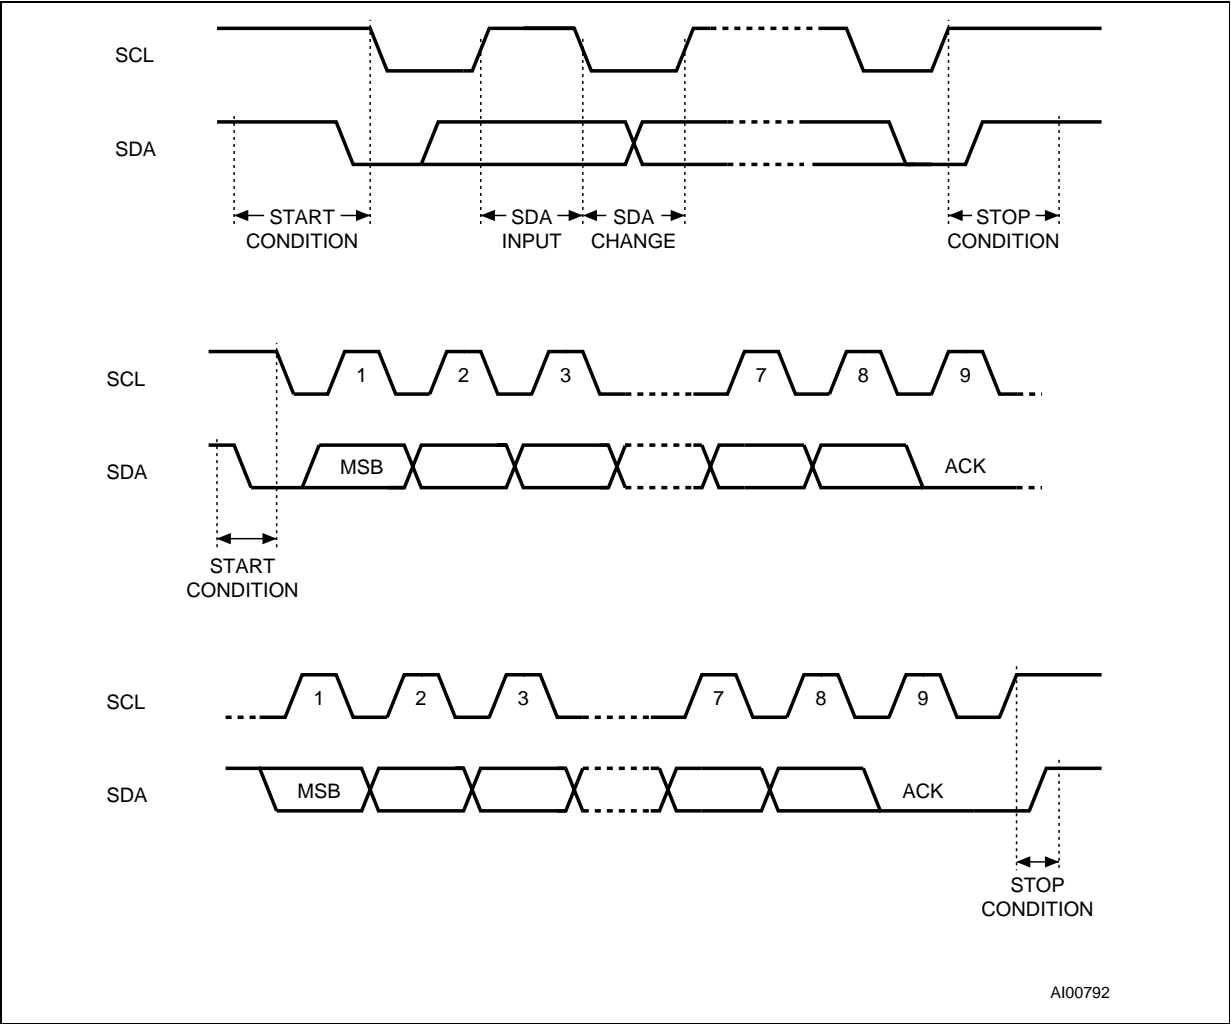 SCL
SDA
START
CONDITION
SDA
INPUT
SDA
CHANGE
STOP
CONDITION
SCL
1 2 3 7 8 9
SDA
MSB ACK
START
CONDITION
SCL
1 2 3 7 8 9
SDA
MSB ACK
STOP
CONDITION
AI00792